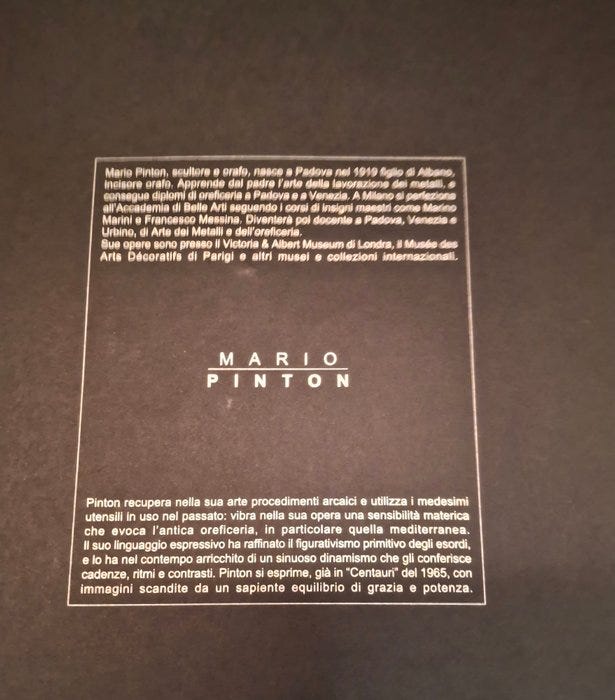 Mario Pinton, scultore e orafo, nasce a Padova nel 1919 figlio di Albano,
incisore orafo. Apprende dal padre l'arte della lavorazione dei metalli, e
consegue diplomi di oreficeria a Padova e a Venezia. A Milano si perfeziona
all'Accademia di Belle Arti seguendo i corsi di insigni maestri come Marino
Marini e Francesco Messina. Diventerà poi docente a Padova, Venezia e
Urbino, di Arte dei Metalli e dell'oreficeria.
Sue opere sono presso il Victoria & Albert Museum di Londra, il Musée des
Arts Décoratifs di Parigi e altri musei e collezioni internazionali.
MARIO
PINTON
Pinton recupera nella sua arte procedimenti arcaici e utilizza i medesimi
utensili in uso nel passato: vibra nella sua opera una sensibilità materica
che evoca l'antica oreficeria, in particolare quella mediterranea.
Il suo linguaggio espressivo ha raffinato il figurativismo primitivo degli esordi,
e lo ha nel contempo arricchito di un sinuoso dinamismo che gli conferisce
cadenze, ritmi e contrasti. Pinton si esprime, già in "Centauri" del 1965, con
immagini scandite da un sapiente equilibrio di grazia e potenza.